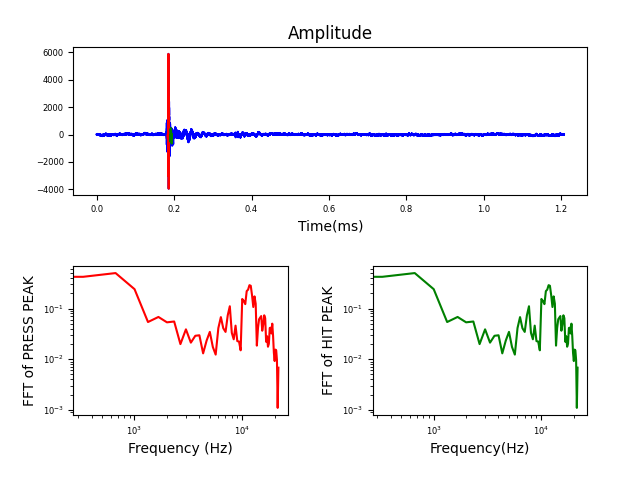 Amplitude
6000
4000
2000
0
−2000
−4000
0.0 0.2 0.4 0.6 0.8 1.0 1.2
Time(ms)
FFT of PRESS PEAK
10⁻¹
10⁻²
10⁻³
10³ 10⁴
Frequency (Hz)
FFT of HIT PEAK
10⁻¹
10⁻²
10⁻³
10³ 10⁴
Frequency(Hz)